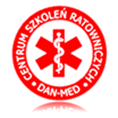 CENTRUM SZKOLEŃ RATOWNICZYCH
· DAN-MED ·